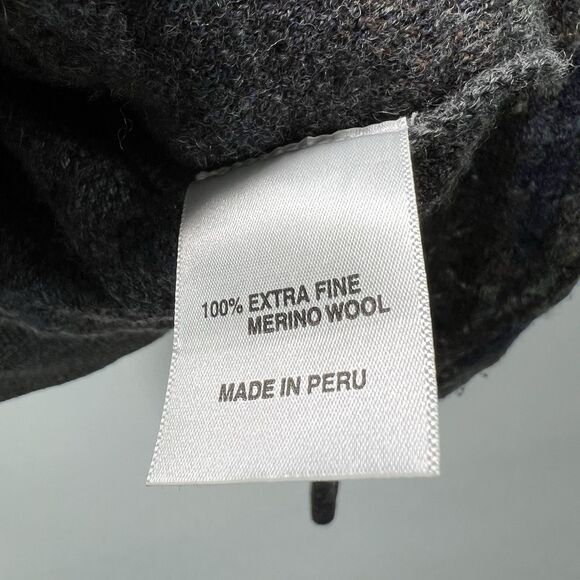 100% EXTRA FINE
MERINO WOOL
MADE IN PERU